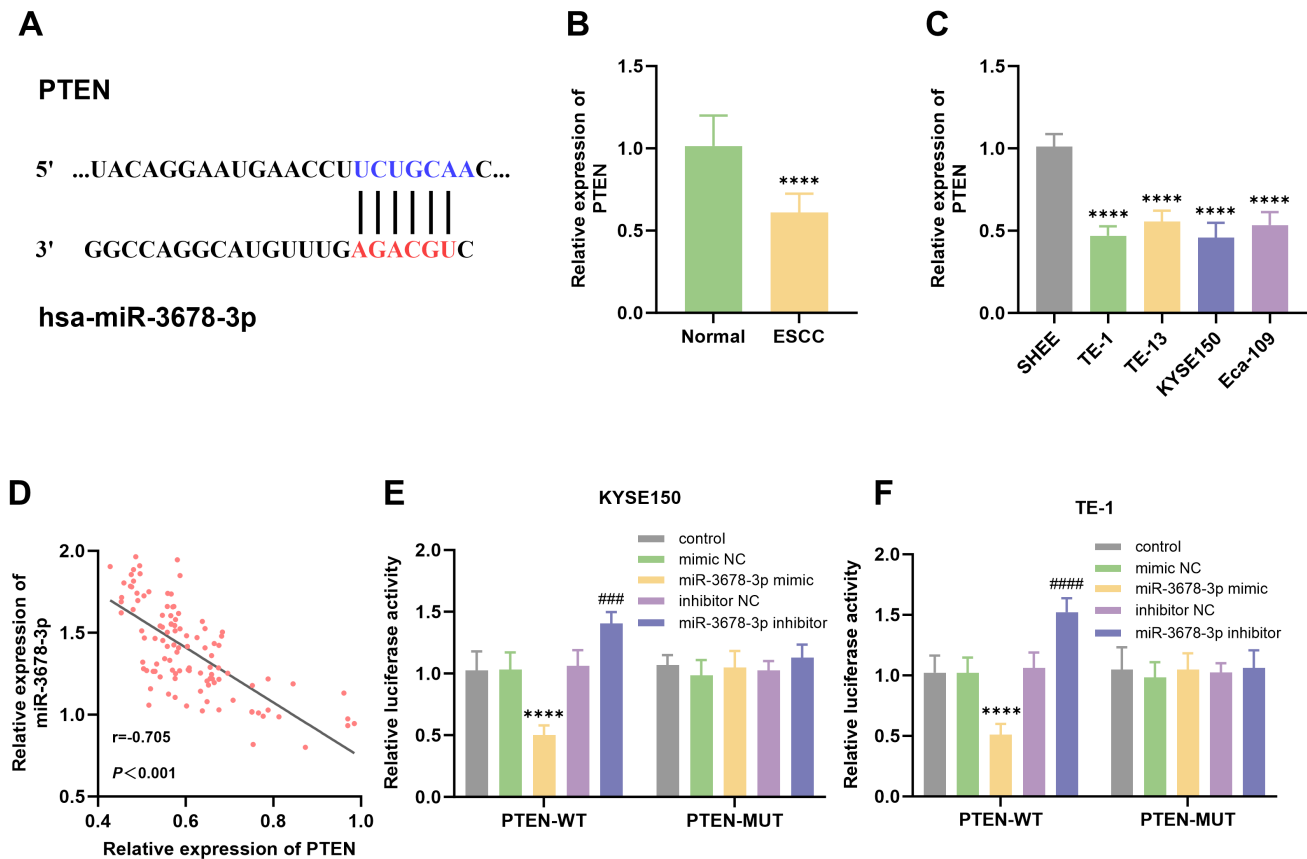 A
PTEN
5' ...UACAGGAAUGAACCUUCUGCAAC...
3' GGCCAGGCAUGUUUGAGACGUC
hsa-miR-3678-3p
B
Relative expression of
PTEN
1.5
1.0
0.5
0.0
****
Normal
ESCC
C
Relative expression of
PTEN
1.5
1.0
0.5
0.0
****
****
****
****
SHEE
TE-1
TE-13
KYSE150
Eca-109
D
Relative expression of
miR-3678-3p
2.0
1.5
1.0
0.5
r=-0.705
P<0.001
0.4
0.6
0.8
1.0
Relative expression of PTEN
E
KYSE150
Relative luciferase activity
2.0
1.5
1.0
0.5
0.0
control
mimic NC
miR-3678-3p mimic
inhibitor NC
miR-3678-3p inhibitor
****
###
PTEN-WT
PTEN-MUT
F
TE-1
Relative luciferase activity
2.0
1.5
1.0
0.5
0.0
control
mimic NC
miR-3678-3p mimic
inhibitor NC
miR-3678-3p inhibitor
****
####
PTEN-WT
PTEN-MUT